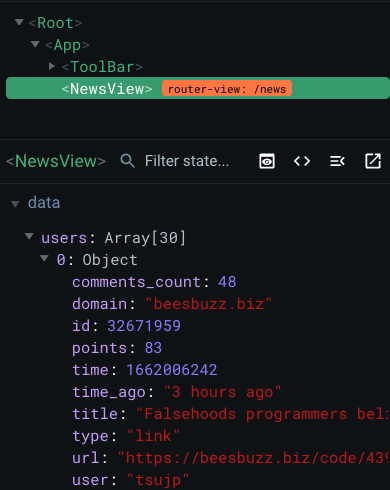 <Root>
<App>
<ToolBar>
<NewsView> router-view: /news
<NewsView> Filter state...
data
users: Array[30]
0: Object
comments_count: 48
domain: "beesbuzz.biz"
id: 32671959
points: 83
time: 1662006242
time_ago: "3 hours ago"
title: "Falsehoods programmers beli
type: "link"
url: "https://beesbuzz.biz/code/439
user: "tsujp"